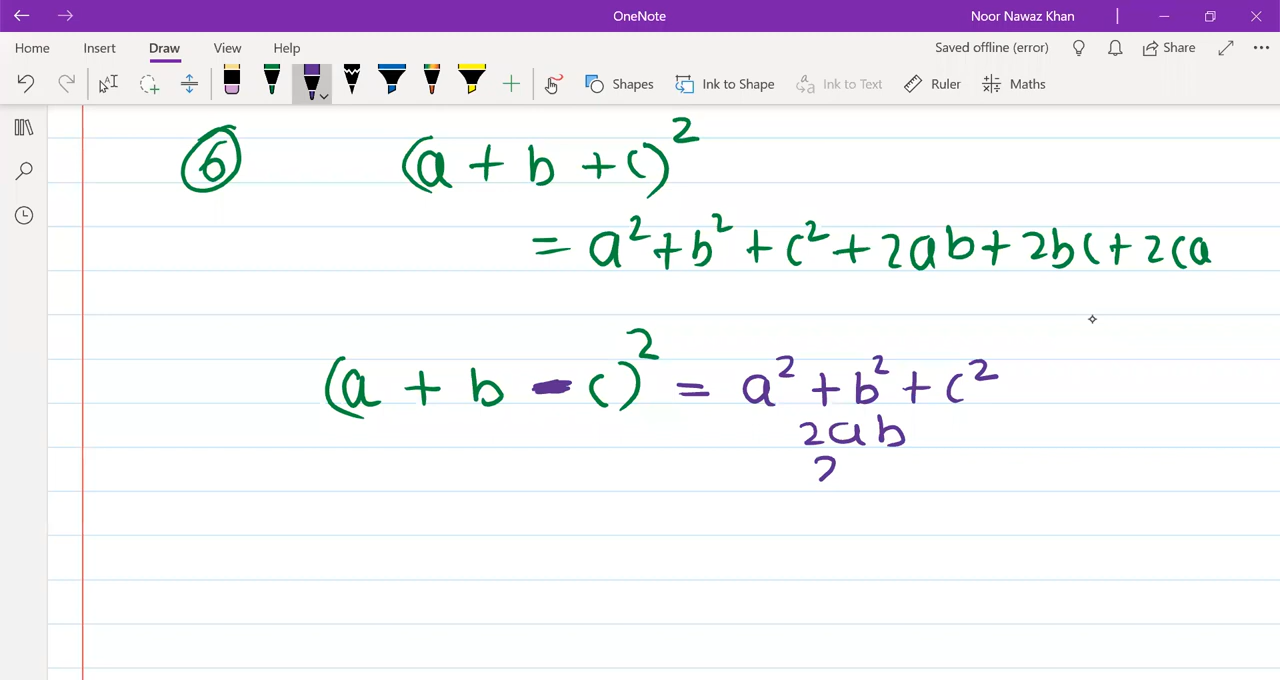 OneNote
Noor Nawaz Khan
Home Insert Draw View Help
Saved offline (error) Share
Ink to Shape Shapes Ink to Text Ruler Maths
6 (a + b + c)²
= a² + b² + c² + 2ab + 2bc + 2ca
(a + b - c)² = a² + b² + c²
2ab
2